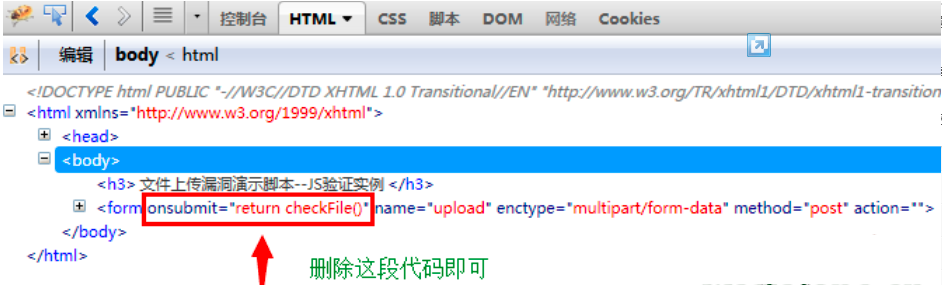 控制台 HTML CSS 脚本 DOM 网络 Cookies
编辑 body < html
<!DOCTYPE html PUBLIC "-//W3C//DTD XHTML 1.0 Transitional//EN" "http://www.w3.org/TR/xhtml1/DTD/xhtml1-transition
<html xmlns="http://www.w3.org/1999/xhtml">
<head>
<body>
<h3> 文件上传漏洞演示脚本--JS验证实例 </h3>
<form onsubmit="return checkFile()" name="upload" enctype="multipart/form-data" method="post" action="">
</body>
</html>
删除这段代码即可